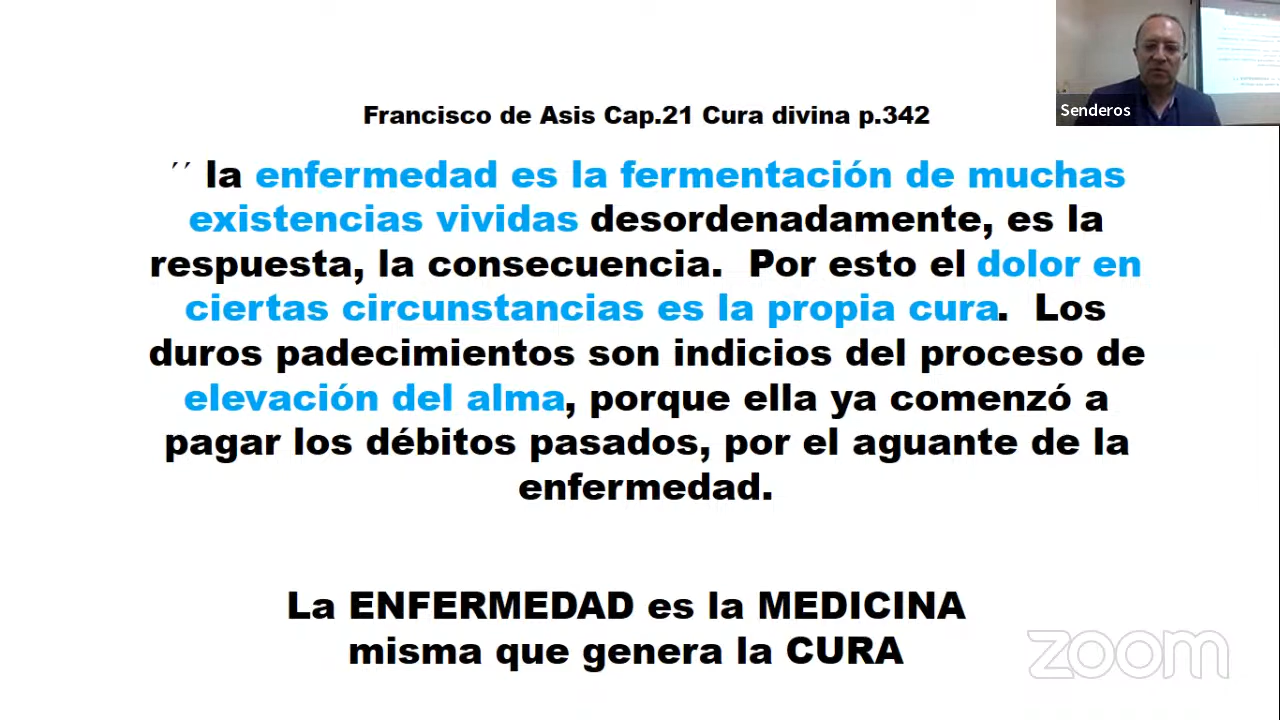 Senderos
Francisco de Asis Cap.21 Cura divina p.342
´´ la enfermedad es la fermentación de muchas
existencias vividas desordenadamente, es la
respuesta, la consecuencia.  Por esto el dolor en
ciertas circunstancias es la propia cura.  Los
duros padecimientos son indicios del proceso de
elevación del alma, porque ella ya comenzó a
pagar los débitos pasados, por el aguante de la
enfermedad.
La ENFERMEDAD es la MEDICINA
misma que genera la CURA
zoom